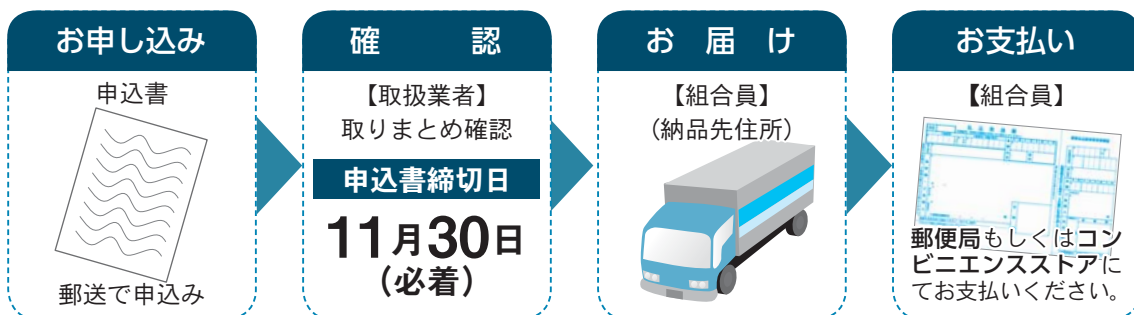 お申し込み
申込書
郵送で申込み
確認
【取扱業者】
取りまとめ確認
申込書締切日
11月30日
(必着)
お届け
【組合員】
(納品先住所)
お支払い
【組合員】
郵便局もしくはコン
ビニエンスストアに
てお支払いください。